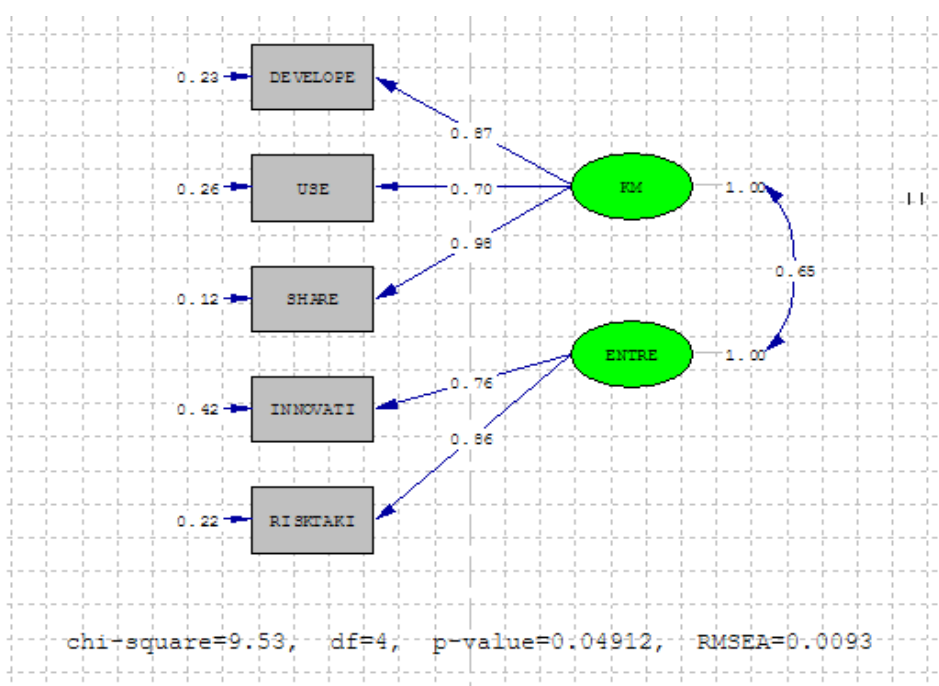 0.23 DEVELOPE
0.87
0.26 USE 0.70 KM 1.00
0.98
0.65
0.12 SHARE
ENTRE 1.00
0.76
0.42 INNOVATI
0.86
0.22 RISKTAKI
chi-square=9.53, df=4, p-value=0.04912, RMSEA=0.0093